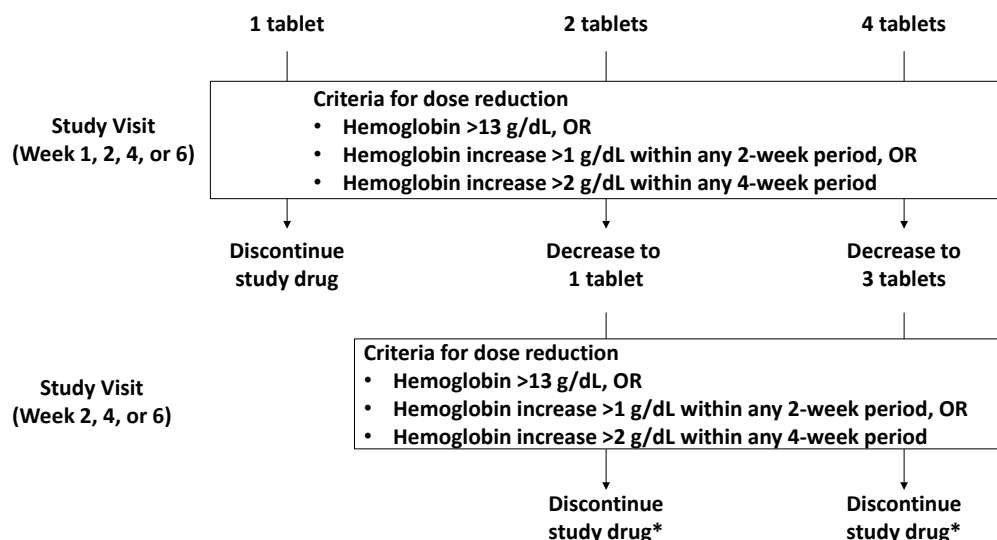 1 tablet
2 tablets
4 tablets
Study Visit
(Week 1, 2, 4, or 6)
Criteria for dose reduction
• Hemoglobin >13 g/dL, OR
• Hemoglobin increase >1 g/dL within any 2-week period, OR
• Hemoglobin increase >2 g/dL within any 4-week period
Discontinue
study drug
Decrease to
1 tablet
Decrease to
3 tablets
Study Visit
(Week 2, 4, or 6)
Criteria for dose reduction
• Hemoglobin >13 g/dL, OR
• Hemoglobin increase >1 g/dL within any 2-week period, OR
• Hemoglobin increase >2 g/dL within any 4-week period
Discontinue
study drug*
Discontinue
study drug*